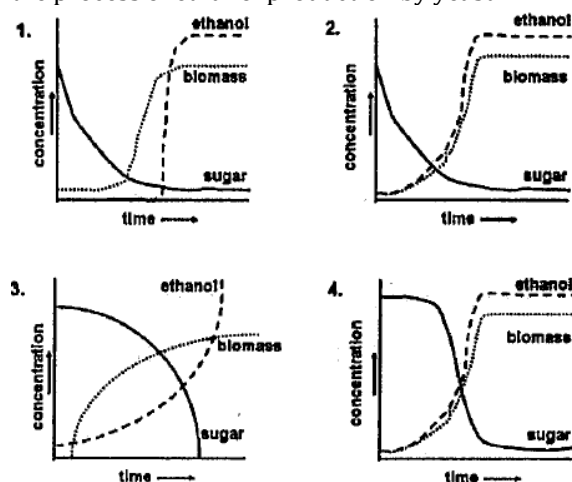 1.
ethanol
biomass
sugar
concentration
time
2.
ethanol
biomass
sugar
concentration
time
3.
ethanol
biomass
sugar
concentration
time
4.
ethanol
biomass
sugar
concentration
time